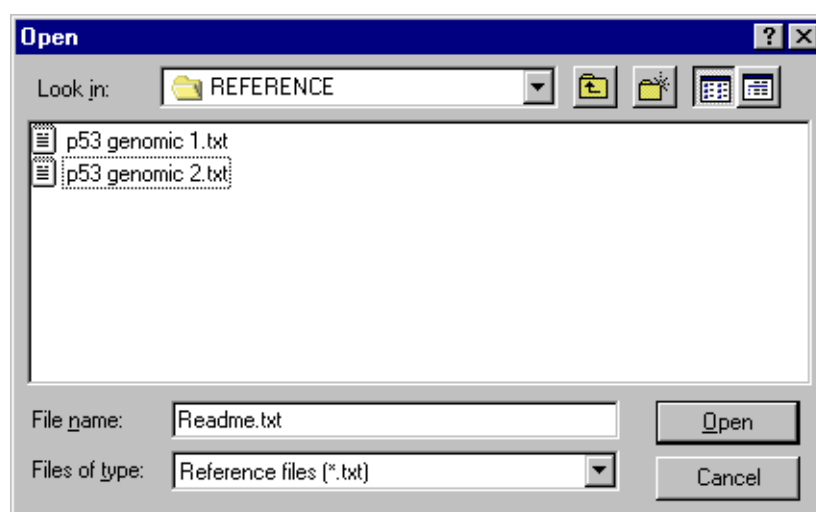 Open
Look in: REFERENCE
p53 genomic 1.txt
p53 genomic 2.txt
File name: Readme.txt Open
Files of type: Reference files (*.txt) Cancel